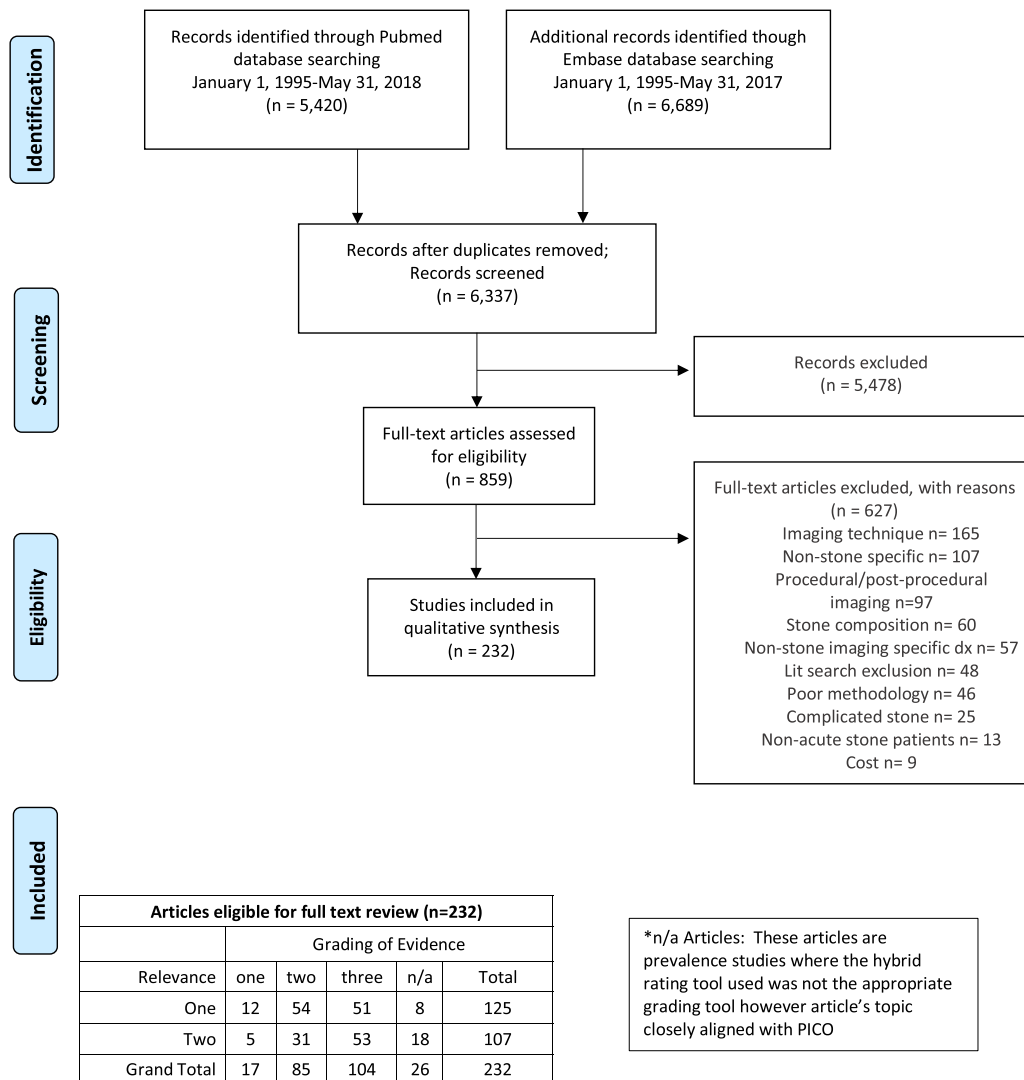 Identification
Records identified through Pubmed
database searching
January 1, 1995-May 31, 2018
(n = 5,420)
Additional records identified though
Embase database searching
January 1, 1995-May 31, 2017
(n = 6,689)
Records after duplicates removed;
Records screened
(n = 6,337)
Screening
Records excluded
(n = 5,478)
Full-text articles assessed
for eligibility
(n = 859)
Full-text articles excluded, with reasons
(n = 627)
Imaging technique n= 165
Non-stone specific n= 107
Procedural/post-procedural
imaging n=97
Stone composition n= 60
Non-stone imaging specific dx n= 57
Lit search exclusion n= 48
Poor methodology n= 46
Complicated stone n= 25
Non-acute stone patients n= 13
Cost n= 9
Eligibility
Studies included in
qualitative synthesis
(n = 232)
Included
Articles eligible for full text review (n=232)
Grading of Evidence
Relevance one two three n/a Total
One 12 54 51 8 125
Two 5 31 53 18 107
Grand Total 17 85 104 26 232
*n/a Articles:  These articles are
prevalence studies where the hybrid
rating tool used was not the appropriate
grading tool however article's topic
closely aligned with PICO